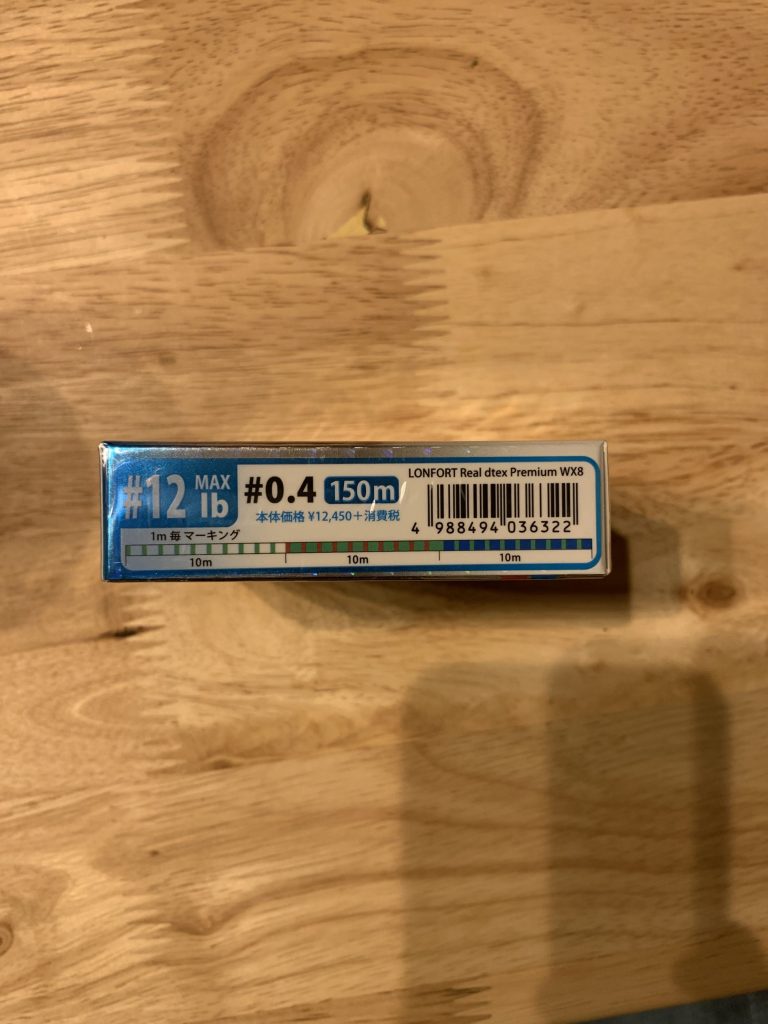 LONFORT Real dtex Premium WX8
#12 MAX lb
#0.4 150m
本体価格 ¥12,450+消費税
4 988494 036322
1m 毎 マーキング
10m 10m 10m